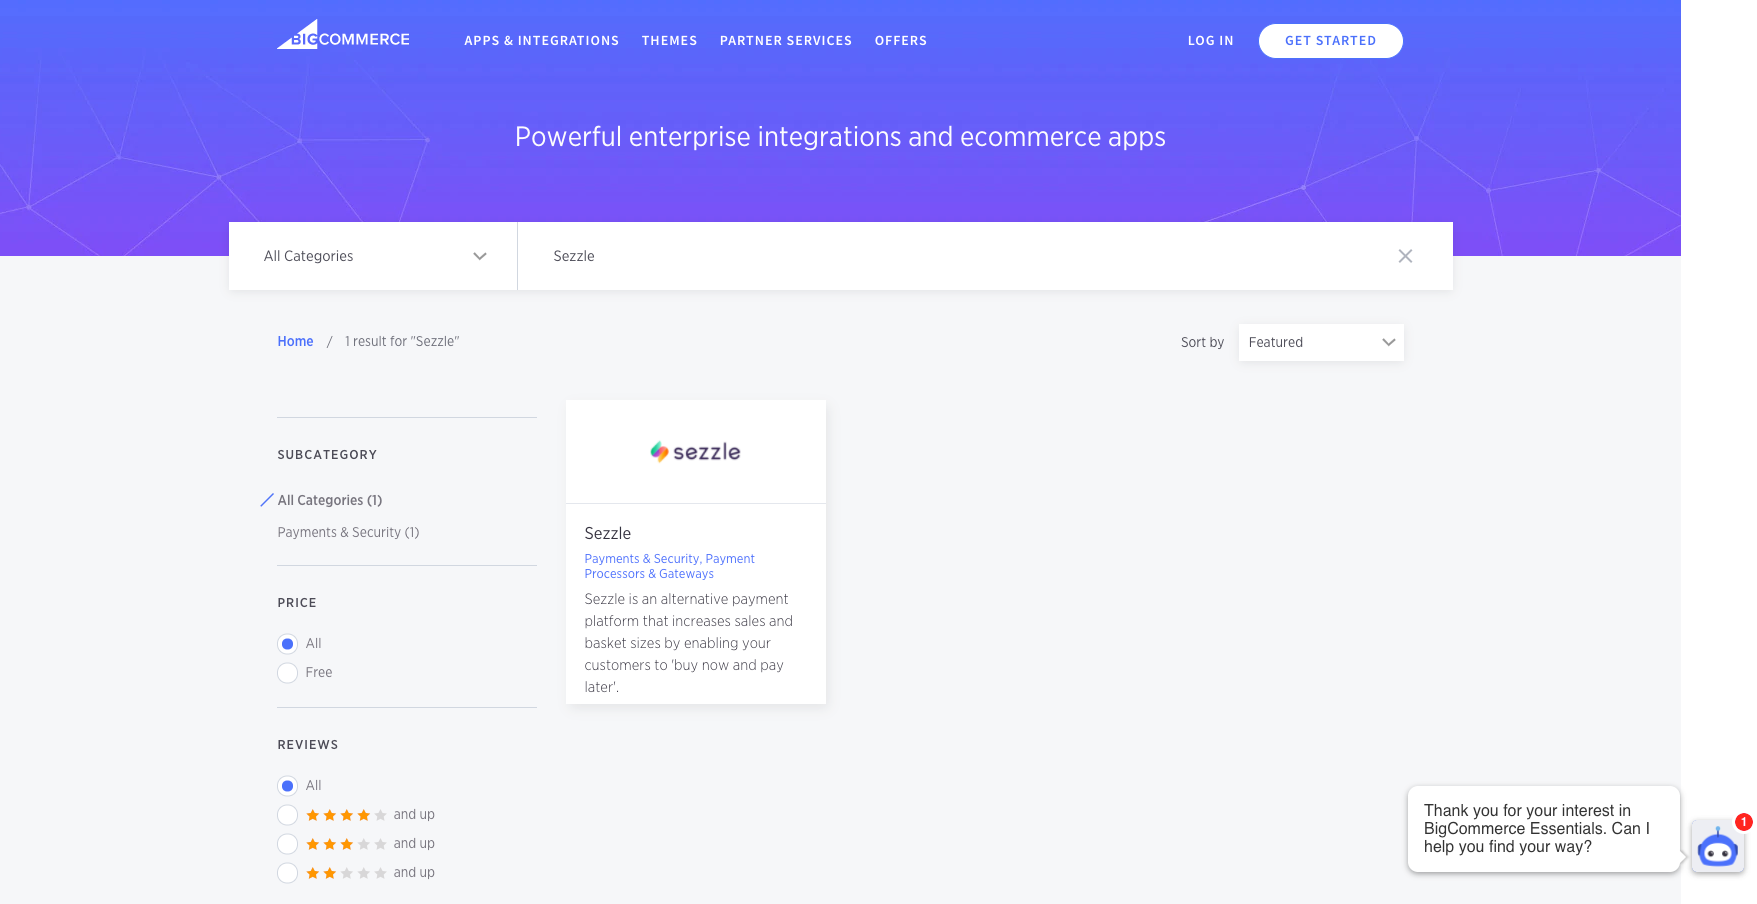 BIGCOMMERCE
APPS & INTEGRATIONS THEMES PARTNER SERVICES OFFERS LOG IN GET STARTED
Powerful enterprise integrations and ecommerce apps
All Categories Sezzle
Home / 1 result for "Sezzle" Sort by Featured
SUBCATEGORY
All Categories (1)
Payments & Security (1)
PRICE
All
Free
REVIEWS
All
and up
and up
and up
sezzle
Sezzle
Payments & Security, Payment
Processors & Gateways
Sezzle is an alternative payment
platform that increases sales and
basket sizes by enabling your
customers to 'buy now and pay
later'.
Thank you for your interest in
BigCommerce Essentials. Can I
help you find your way?
1